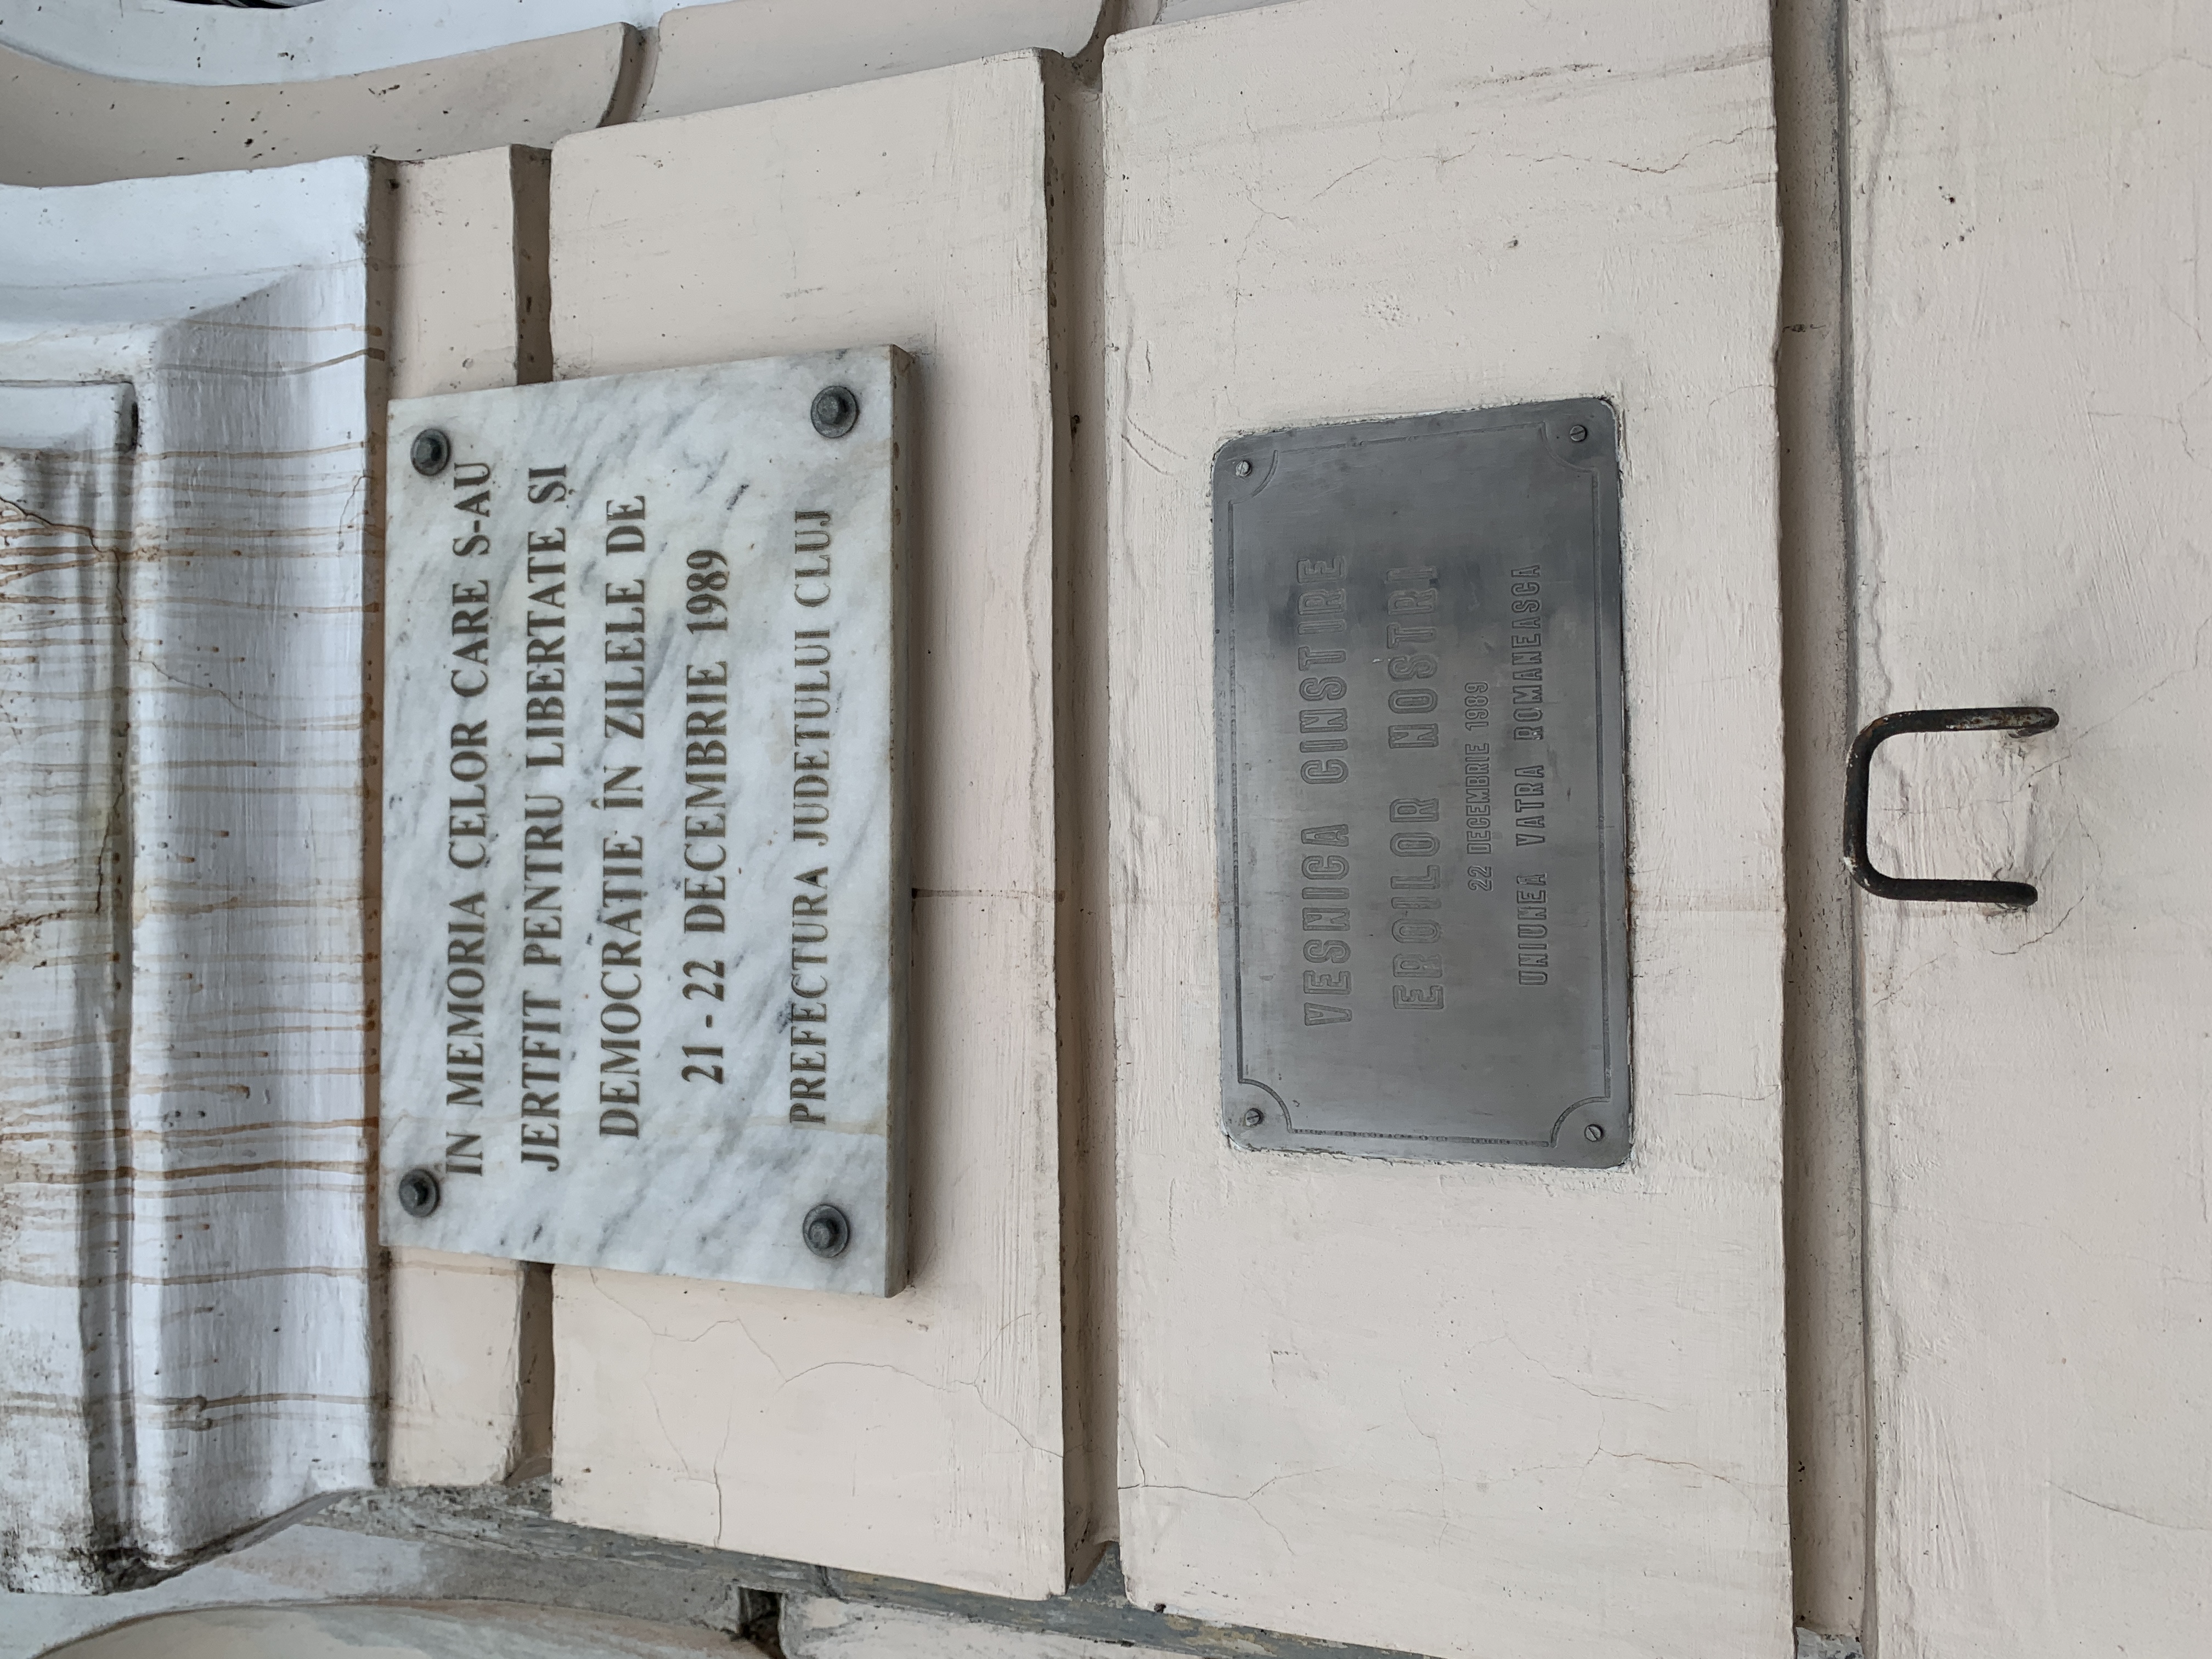 ÎN MEMORIA CELOR CARE S-AU
JERTFIT PENTRU LIBERTATE ȘI
DEMOCRAȚIE ÎN ZILELE DE
21 - 22 DECEMBRIE 1989
PREFECTURA JUDETULUI CLUJ
VESNICA CINSTIRE
EROILOR NOSTRI
22 DECEMBRIE 1989
UNIUNEA VATRA ROMANEASCA